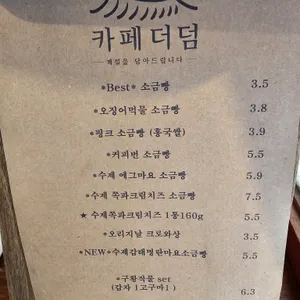 카페더덤
계절을 담아드립니다
*Best* 소금빵 3.5
*오징어먹물 소금빵 3.8
*핑크 소금빵 (홍국쌀) 3.9
*커피번 소금빵 5.5
*수제 에그마요 소금빵 5.9
*수제 쪽파크림치즈 소금빵 7.5
★ 수제쪽파크림치즈 1통160g 5.5
*오리지날 크로와상 3.5
*NEW*수제감태명란마요소금빵 5.5
*구황작물 set
(감자 1고구마1 ) 6.3